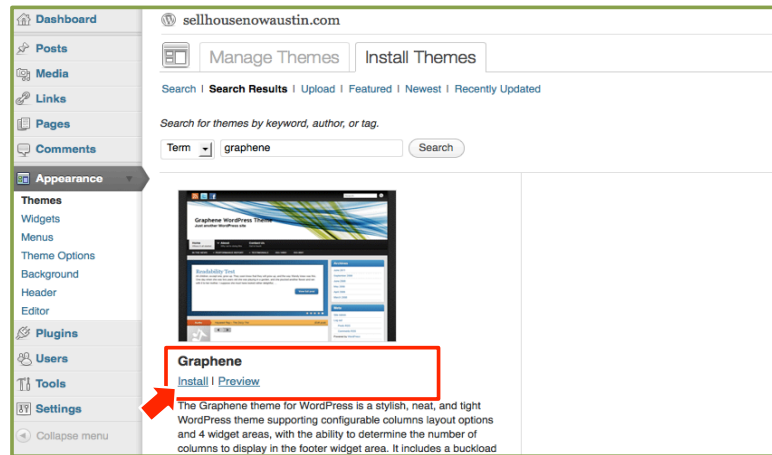 Dashboard
Posts
Media
Links
Pages
Comments
Appearance
Themes
Widgets
Menus
Theme Options
Background
Header
Editor
Plugins
Users
Tools
Settings
Collapse menu
sellhousenowaustin.com
Manage Themes
Install Themes
Search | Search Results | Upload | Featured | Newest | Recently Updated
Search for themes by keyword, author, or tag.
Term graphene Search
Graphene WordPress Theme
Readability Test
Graphene
Install | Preview
The Graphene theme for WordPress is a stylish, neat, and tight
WordPress theme supporting configurable columns layout options
and 4 widget areas, with the ability to determine the number of
columns to display in the footer widget area. It includes a buckload